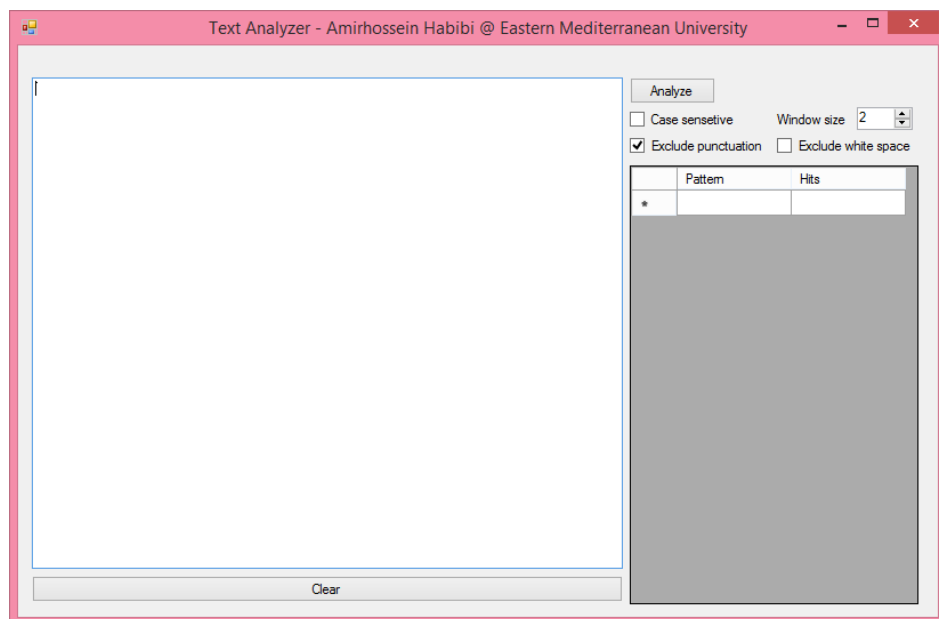 Text Analyzer - Amirhossein Habibi @ Eastern Mediterranean University
Analyze
Case sensetive
Window size 2
Exclude punctuation
Exclude white space
Pattern Hits
*
Clear